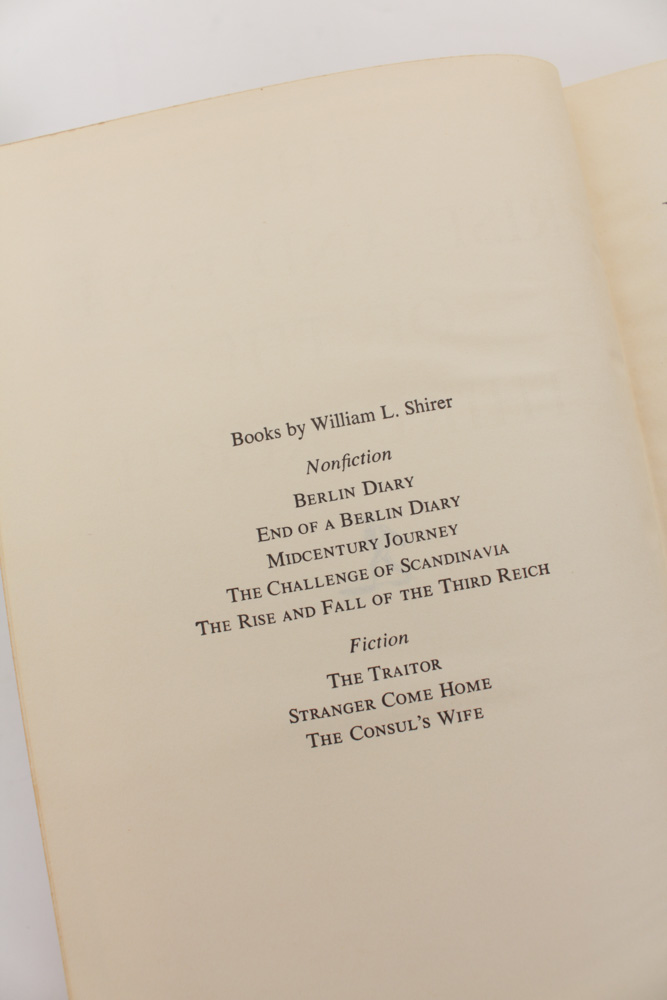 Books by William L. Shirer
Nonfiction
BERLIN DIARY
END OF A BERLIN DIARY
MIDCENTURY JOURNEY
THE CHALLENGE OF SCANDINAVIA
THE RISE AND FALL OF THE THIRD REICH
Fiction
THE TRAITOR
STRANGER COME HOME
THE CONSUL'S WIFE